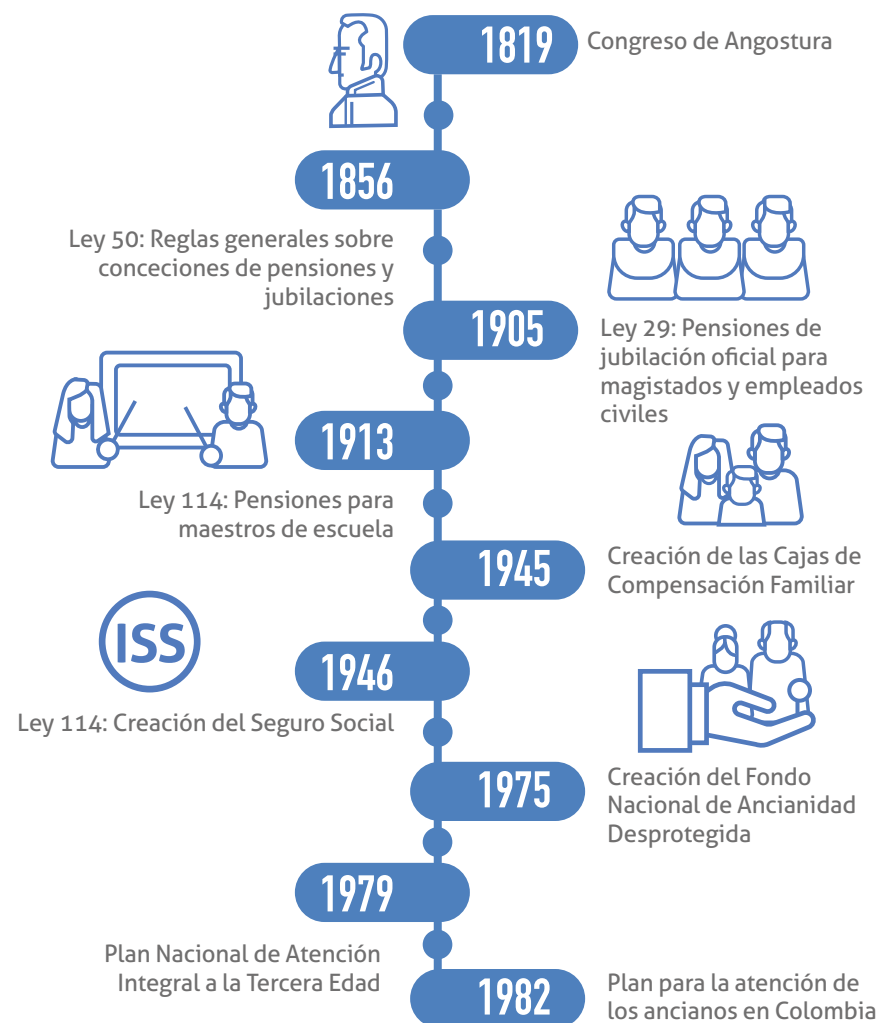 1819
Congreso de Angostura
1856
Ley 50: Reglas generales sobre
conceciones de pensiones y
jubilaciones
1905
Ley 29: Pensiones de
jubilación oficial para
magistados y empleados
civiles
1913
Ley 114: Pensiones para
maestros de escuela
1945
Creación de las Cajas de
Compensación Familiar
ISS
1946
Ley 114: Creación del Seguro Social
1975
Creación del Fondo
Nacional de Ancianidad
Desprotegida
1979
Plan Nacional de Atención
Integral a la Tercera Edad
1982
Plan para la atención de
los ancianos en Colombia